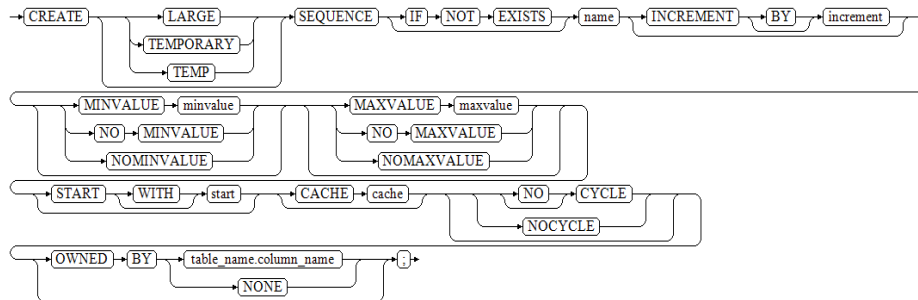 CREATE LARGE SEQUENCE IF NOT EXISTS name INCREMENT BY increment
TEMPORARY
TEMP
MINVALUE minvalue MAXVALUE maxvalue
NO MINVALUE NO MAXVALUE
NOMINVALUE NOMAXVALUE
START WITH start CACHE cache NO CYCLE
NOCYCLE
OWNED BY table_name.column_name ;
NONE